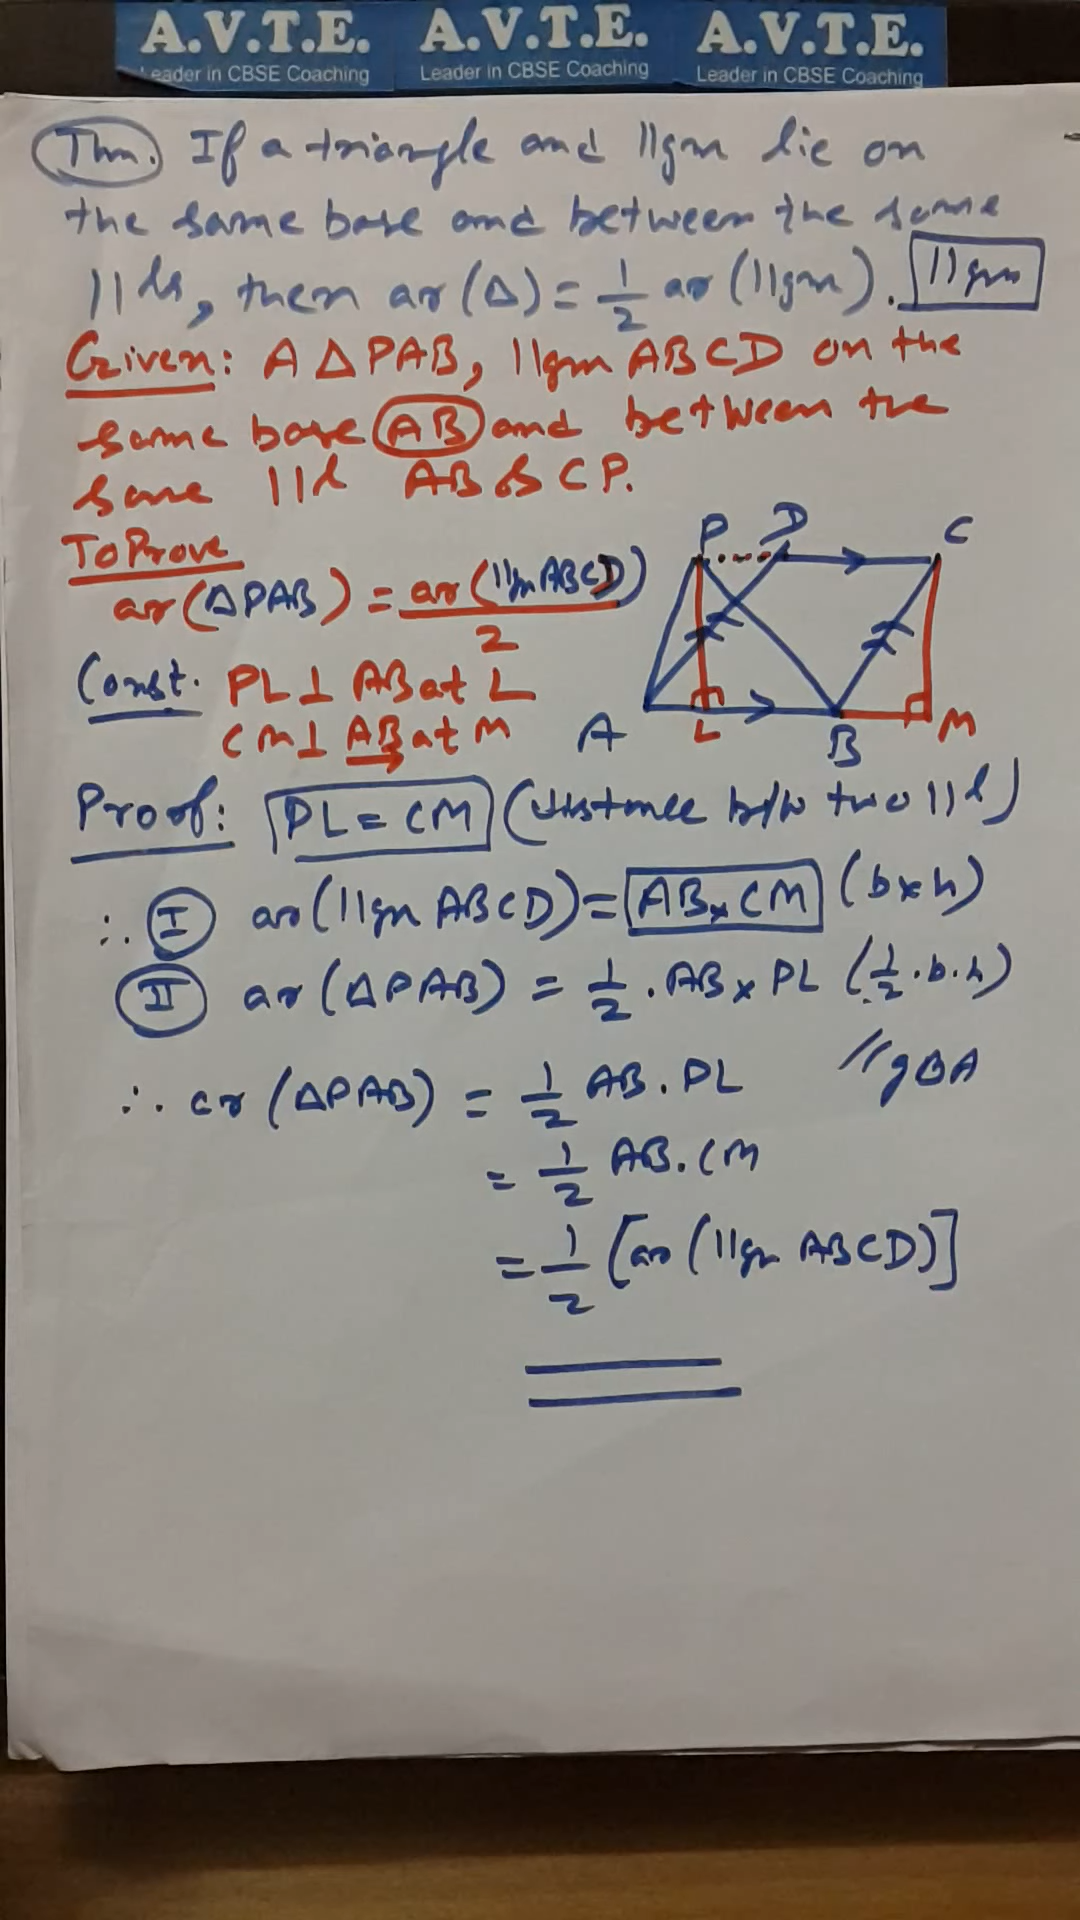 A.V.T.E. A.V.T.E. A.V.T.E.
Leader in CBSE Coaching Leader in CBSE Coaching Leader in CBSE Coaching
Thm. If a triangle and ||gm lie on
the same base and between the same
||ls, then ar(Δ) = 1/2 ar(||gm). ||gm
Given: A ΔPAB, ||gm ABCD on the
same base AB and between the
same ||l AB & CP.
To Prove
ar(ΔPAB) = ar(||gm ABCD)/2
Const. PL ⊥ AB at L
CM ⊥ AB at M
P D C
A L B M
Proof: PL = CM (distance b/w two ||l)
∴ I ar(||gm ABCD) = AB × CM (b×h)
II ar(ΔPAB) = 1/2 . AB × PL (1/2 . b . h)
∴ ar(ΔPAB) = 1/2 AB . PL
= 1/2 AB . CM
= 1/2 [ar(||gm ABCD)]